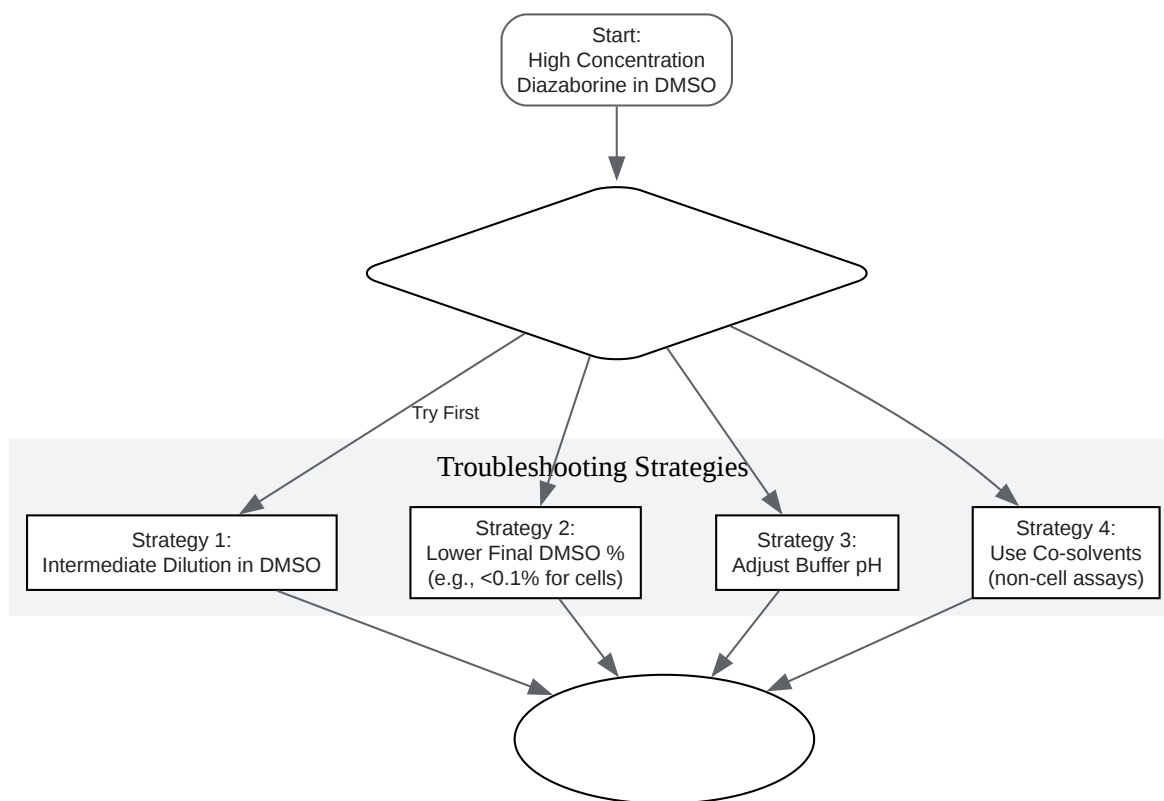 Start:
High Concentration
Diazaborine in DMSO
Try First
Troubleshooting Strategies
Strategy 1:
Intermediate Dilution in DMSO
Strategy 2:
Lower Final DMSO %
(e.g., <0.1% for cells)
Strategy 3:
Adjust Buffer pH
Strategy 4:
Use Co-solvents
(non-cell assays)